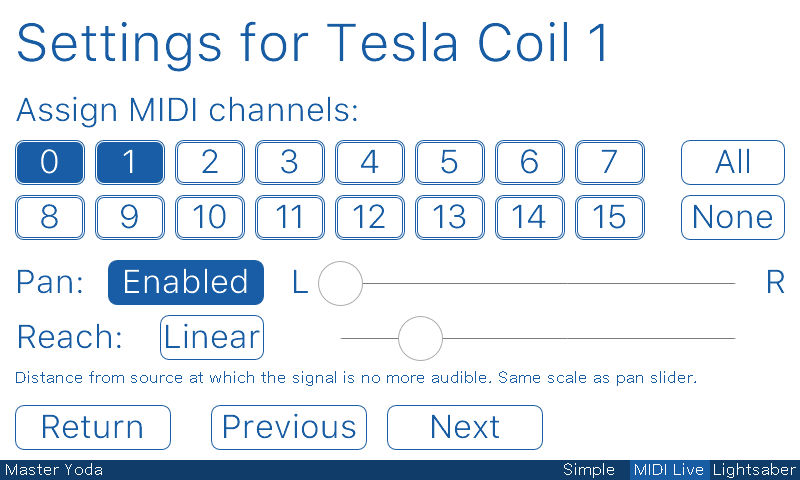 Settings for Tesla Coil 1
Assign MIDI channels:
0 1 2 3 4 5 6 7 All
8 9 10 11 12 13 14 15 None
Pan: Enabled L R
Reach: Linear
Distance from source at which the signal is no more audible. Same scale as pan slider.
Return Previous Next
Master Yoda Simple MIDI Live Lightsaber